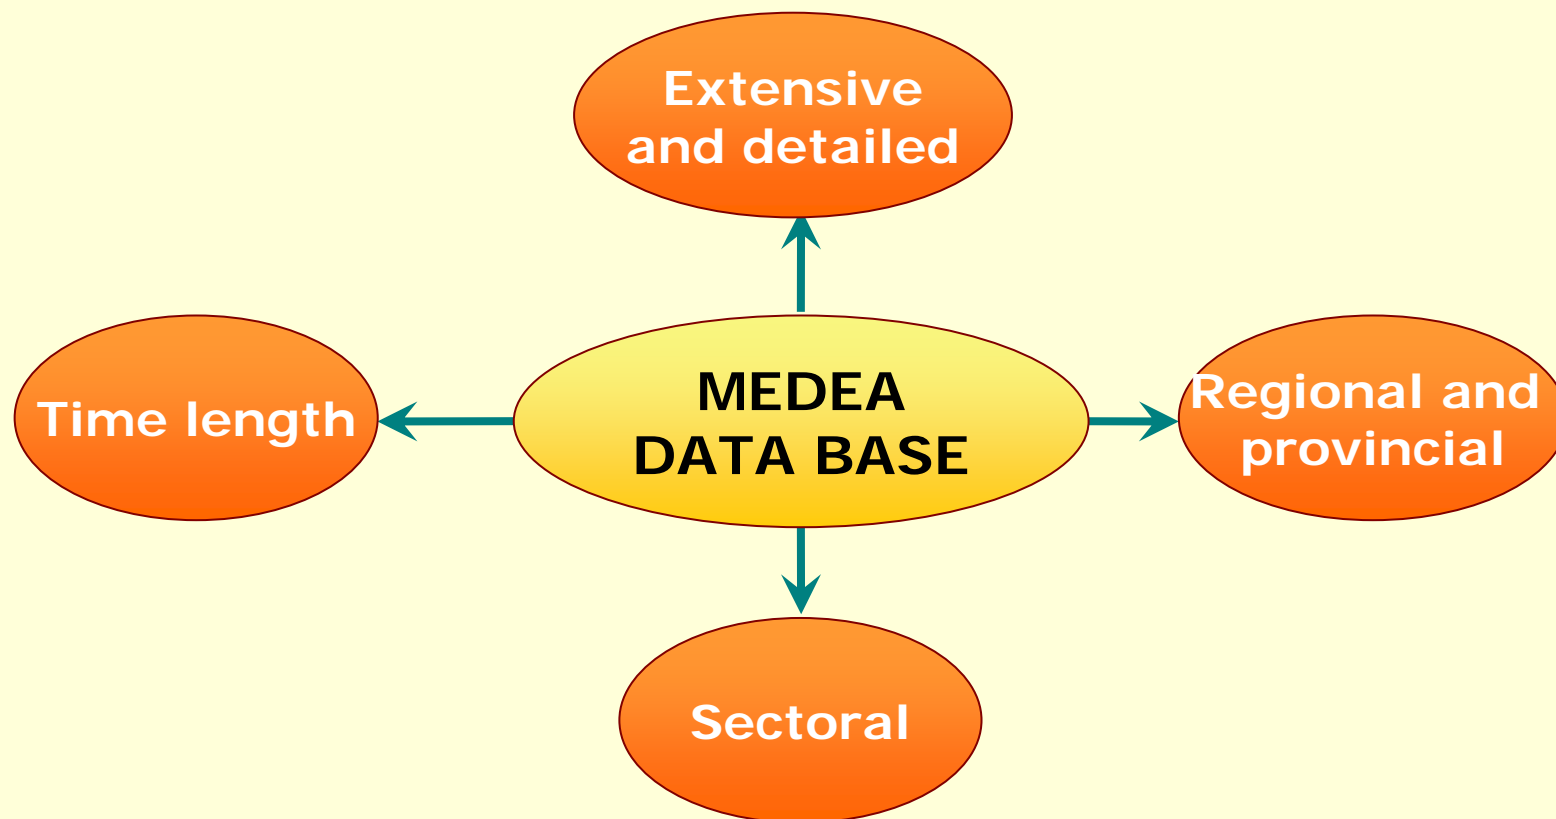 Extensive
and detailed
Time length
MEDEA
DATA BASE
Regional and
provincial
Sectoral